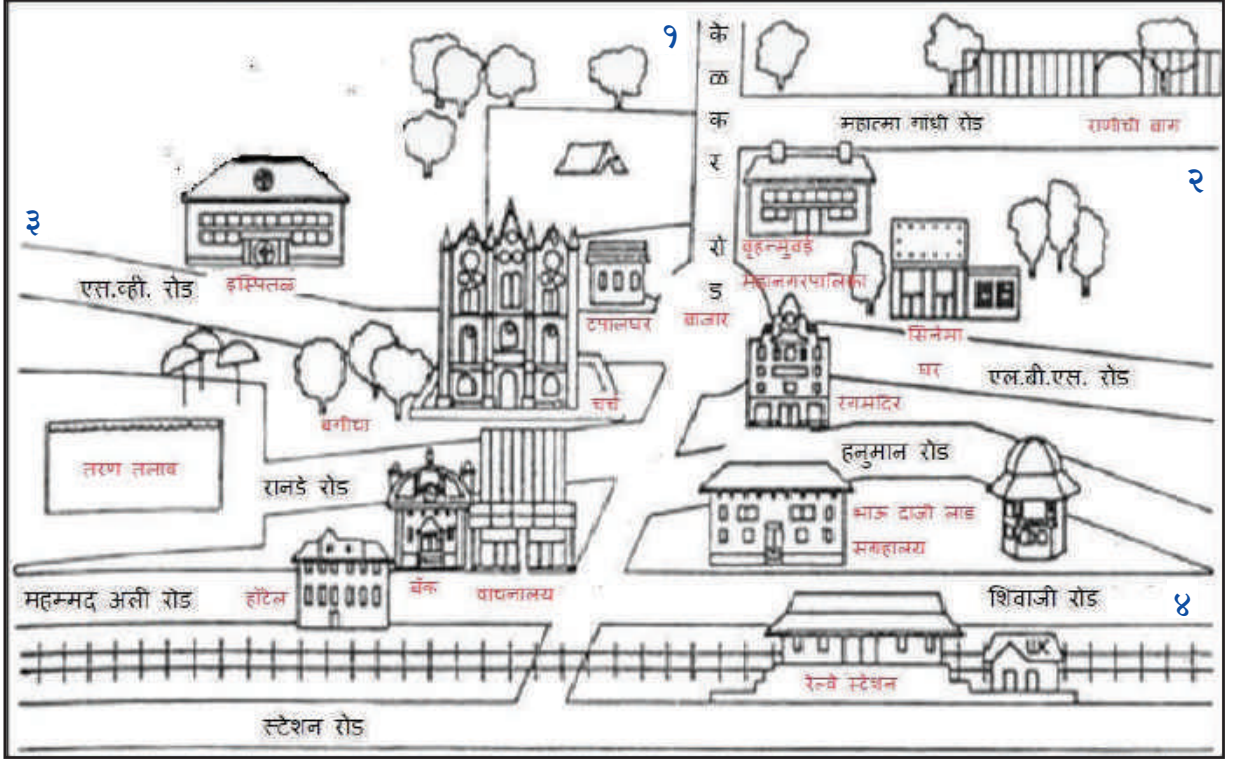 १
केळकर रोड
महात्मा गांधी रोड
राणीची बाग
२
३
एस.व्ही. रोड
इस्पितळ
बृहन्मुंबई
महानगरपालिका
टपालघर
बाजार
सिनेमा
घर
एल.बी.एस. रोड
बगीचा
चर्च
रंगमंदिर
तरण तलाव
रानडे रोड
हनुमान रोड
भाऊ दाजी लाड
संग्रहालय
महम्मद अली रोड
हॉटेल
बँक
वाचनालय
शिवाजी रोड
४
रेल्वे स्टेशन
स्टेशन रोड